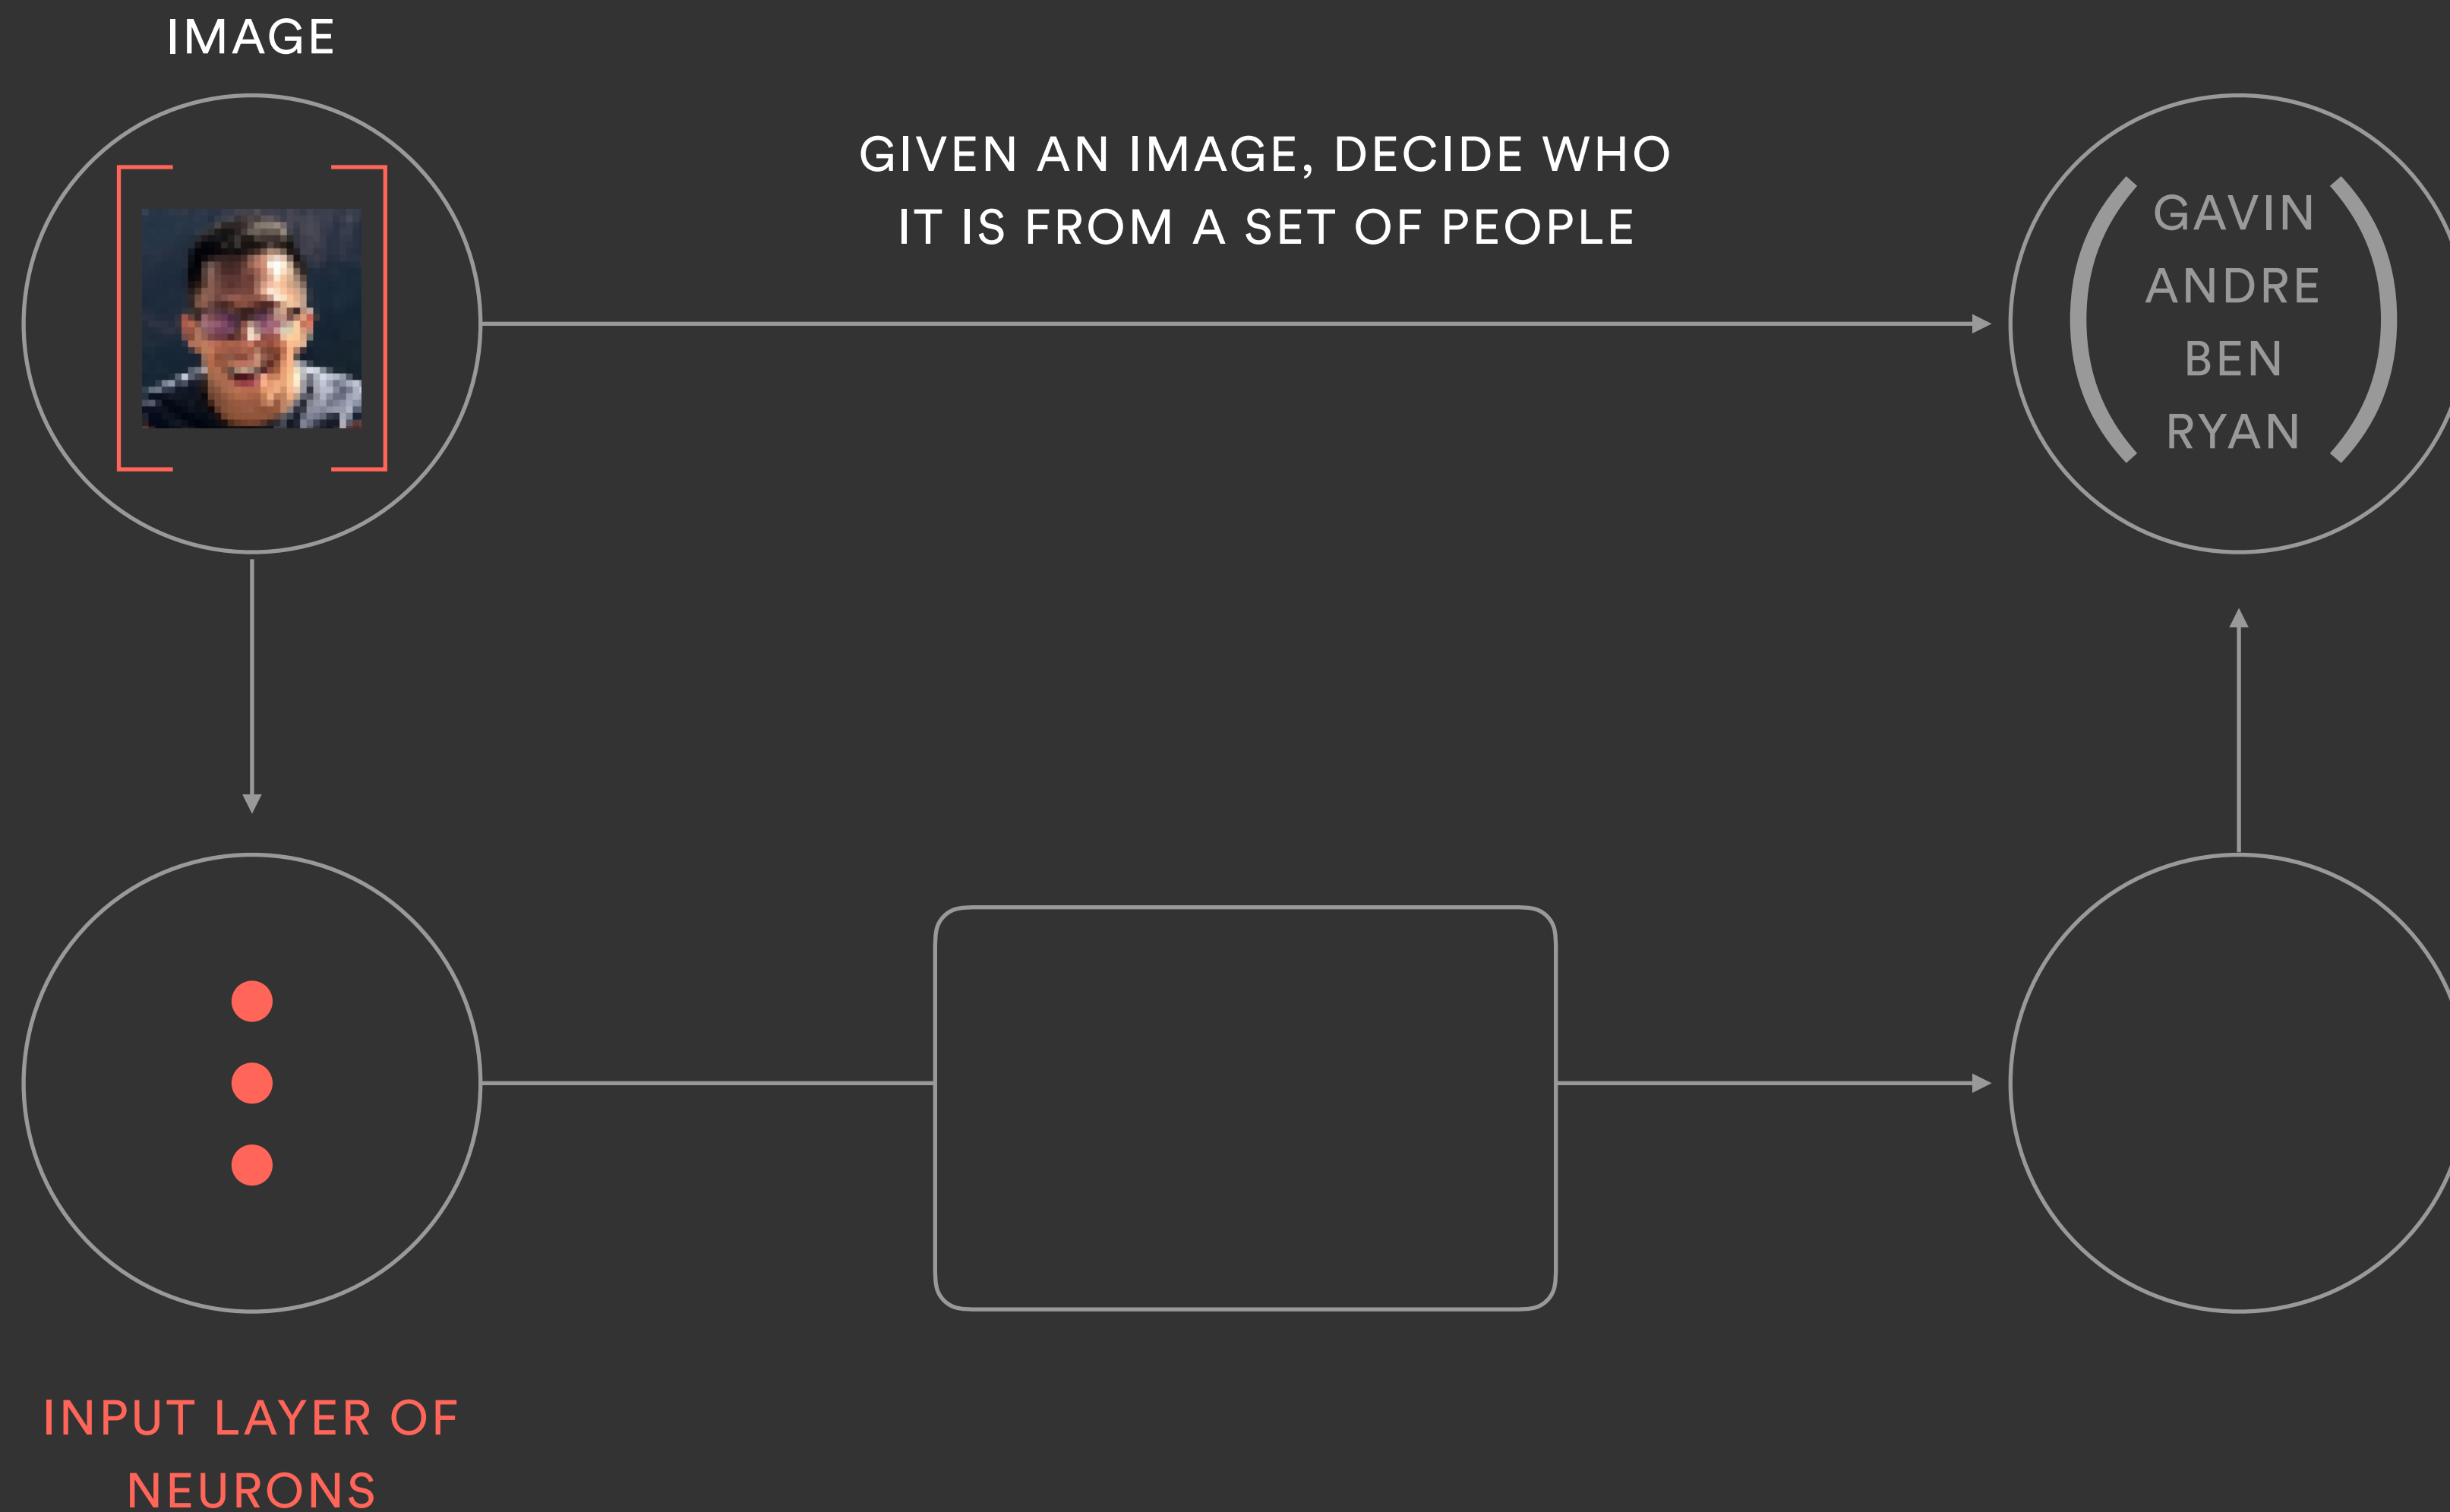 IMAGE
GIVEN AN IMAGE, DECIDE WHO
IT IS FROM A SET OF PEOPLE
GAVIN
ANDRE
BEN
RYAN
INPUT LAYER OF
NEURONS